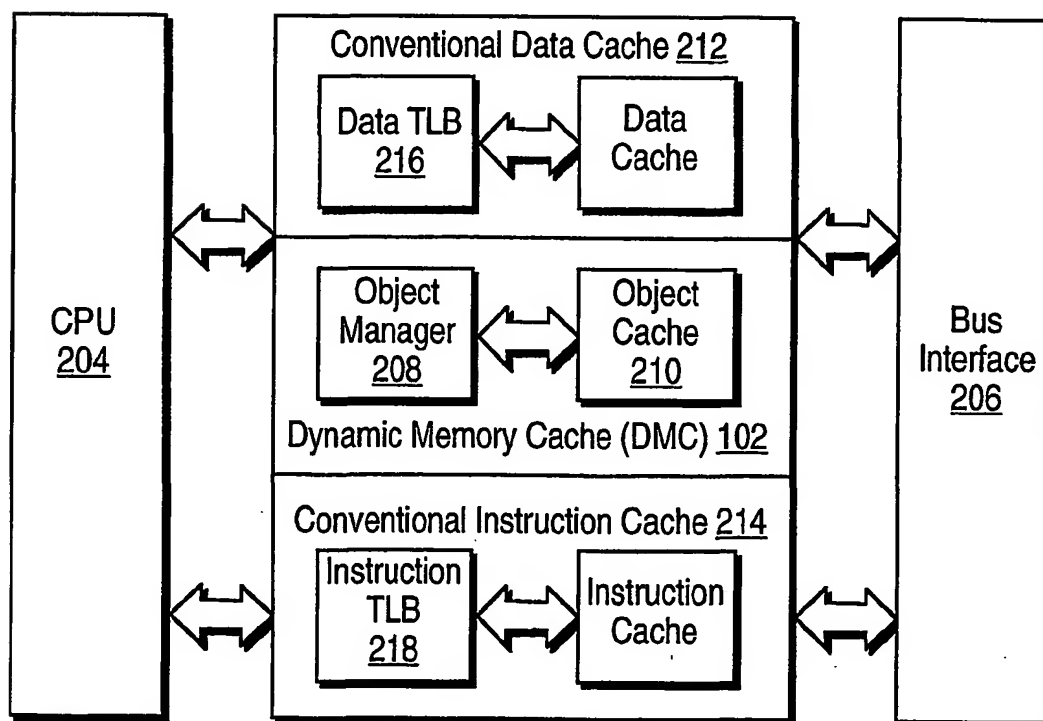 CPU
204
Conventional Data Cache 212
Data TLB
216
Data
Cache
Object
Manager
208
Object
Cache
210
Dynamic Memory Cache (DMC) 102
Conventional Instruction Cache 214
Instruction
TLB
218
Instruction
Cache
Bus
Interface
206